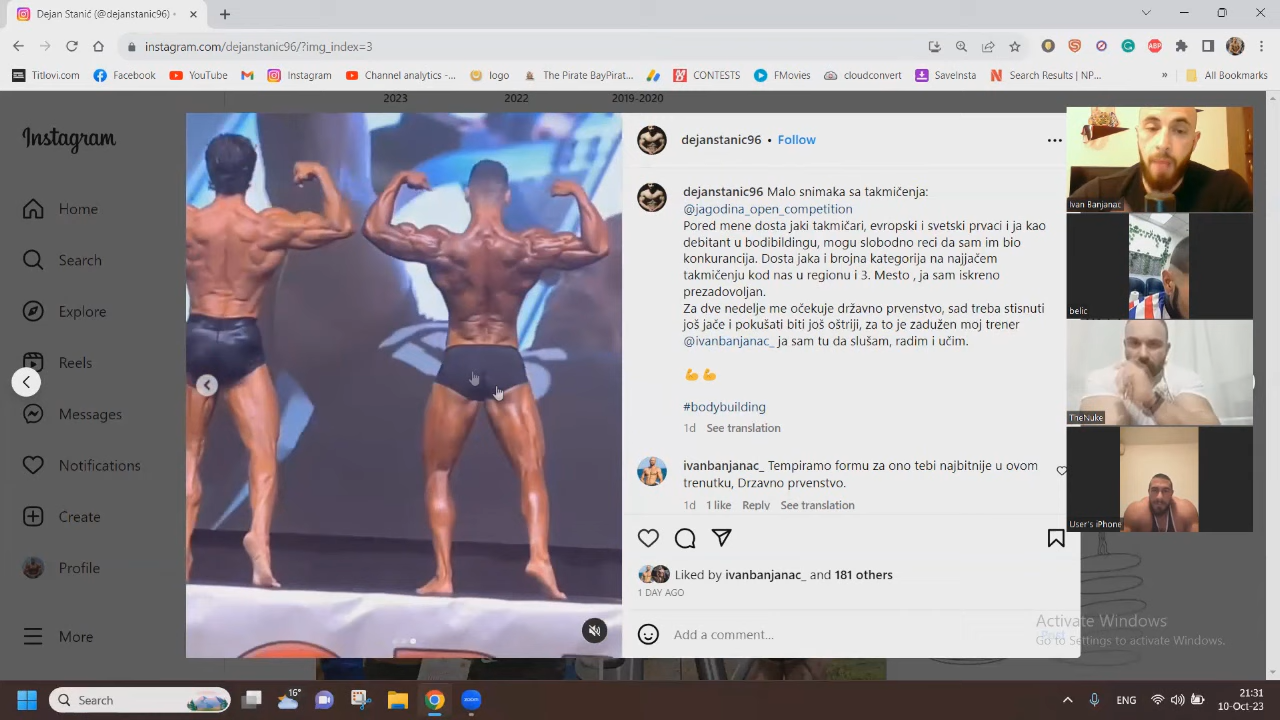 Dejan Stanić (@dejanstanic96) •
instagram.com/dejanstanic96/?img_index=3
Titlovi.com
Facebook
YouTube
Instagram
Channel analytics -...
logo
The Pirate BayPirat...
CONTESTS
FMovies
cloudconvert
SaveInsta
Search Results | NP...
»
All Bookmarks
2023
2022
2019-2020
Instagram
Home
Search
Explore
Reels
Messages
Notifications
Create
Profile
More
dejanstanic96 • Follow
dejanstanic96 Malo snimaka sa takmičenja:
@jagodina_open_competition
Pored mene dosta jaki takmičari, evropski i svetski prvaci i ja kao
debitant u bodibildingu, mogu slobodno reci da sam im bio
konkurancija. Dosta jaka i brojna kategorija na najjačem
takmičenju kod nas u regionu i 3. Mesto , ja sam iskreno
prezadovoljan.
Za dve nedelje me očekuje državno prvenstvo, sad treba stisnuti
još jače i pokušati biti još oštriji, za to je zadužen moj trener
@ivanbanjanac_ ja sam tu da slušam, radim i učim.
💪💪
#bodybuilding
1d See translation
ivanbanjanac_ Tempiramo formu za ono tebi najbitnije u ovom
trenutku, Drzavno prvenstvo.
1d 1 like Reply See translation
Liked by ivanbanjanac_ and 181 others
1 DAY AGO
Add a comment...
Post
Ivan Banjanac
belic
TheNuke
User's iPhone
Activate Windows
Go to Settings to activate Windows.
Search
16°
zoom
ENG
21:31
10-Oct-23